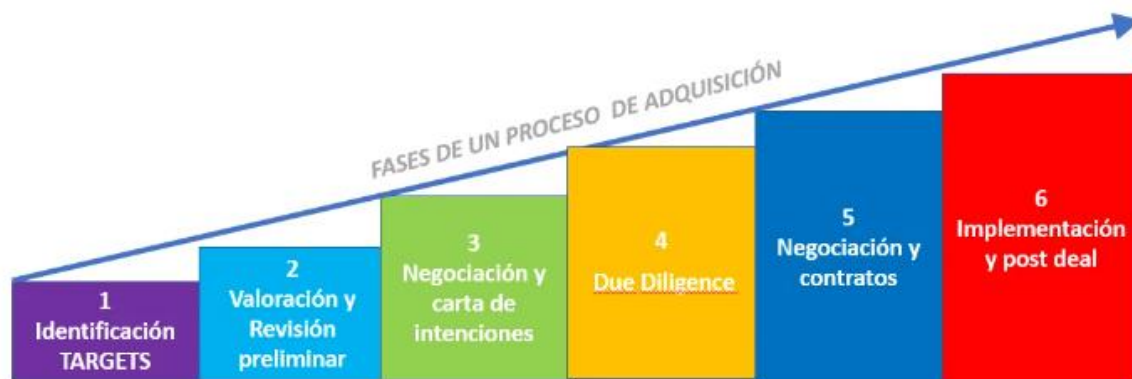 FASES DE UN PROCESO DE ADQUISICIÓN
1
Identificación
TARGETS
2
Valoración y
Revisión
preliminar
3
Negociación y
carta de
intenciones
4
Due Diligence
5
Negociación y
contratos
6
Implementación
y post deal